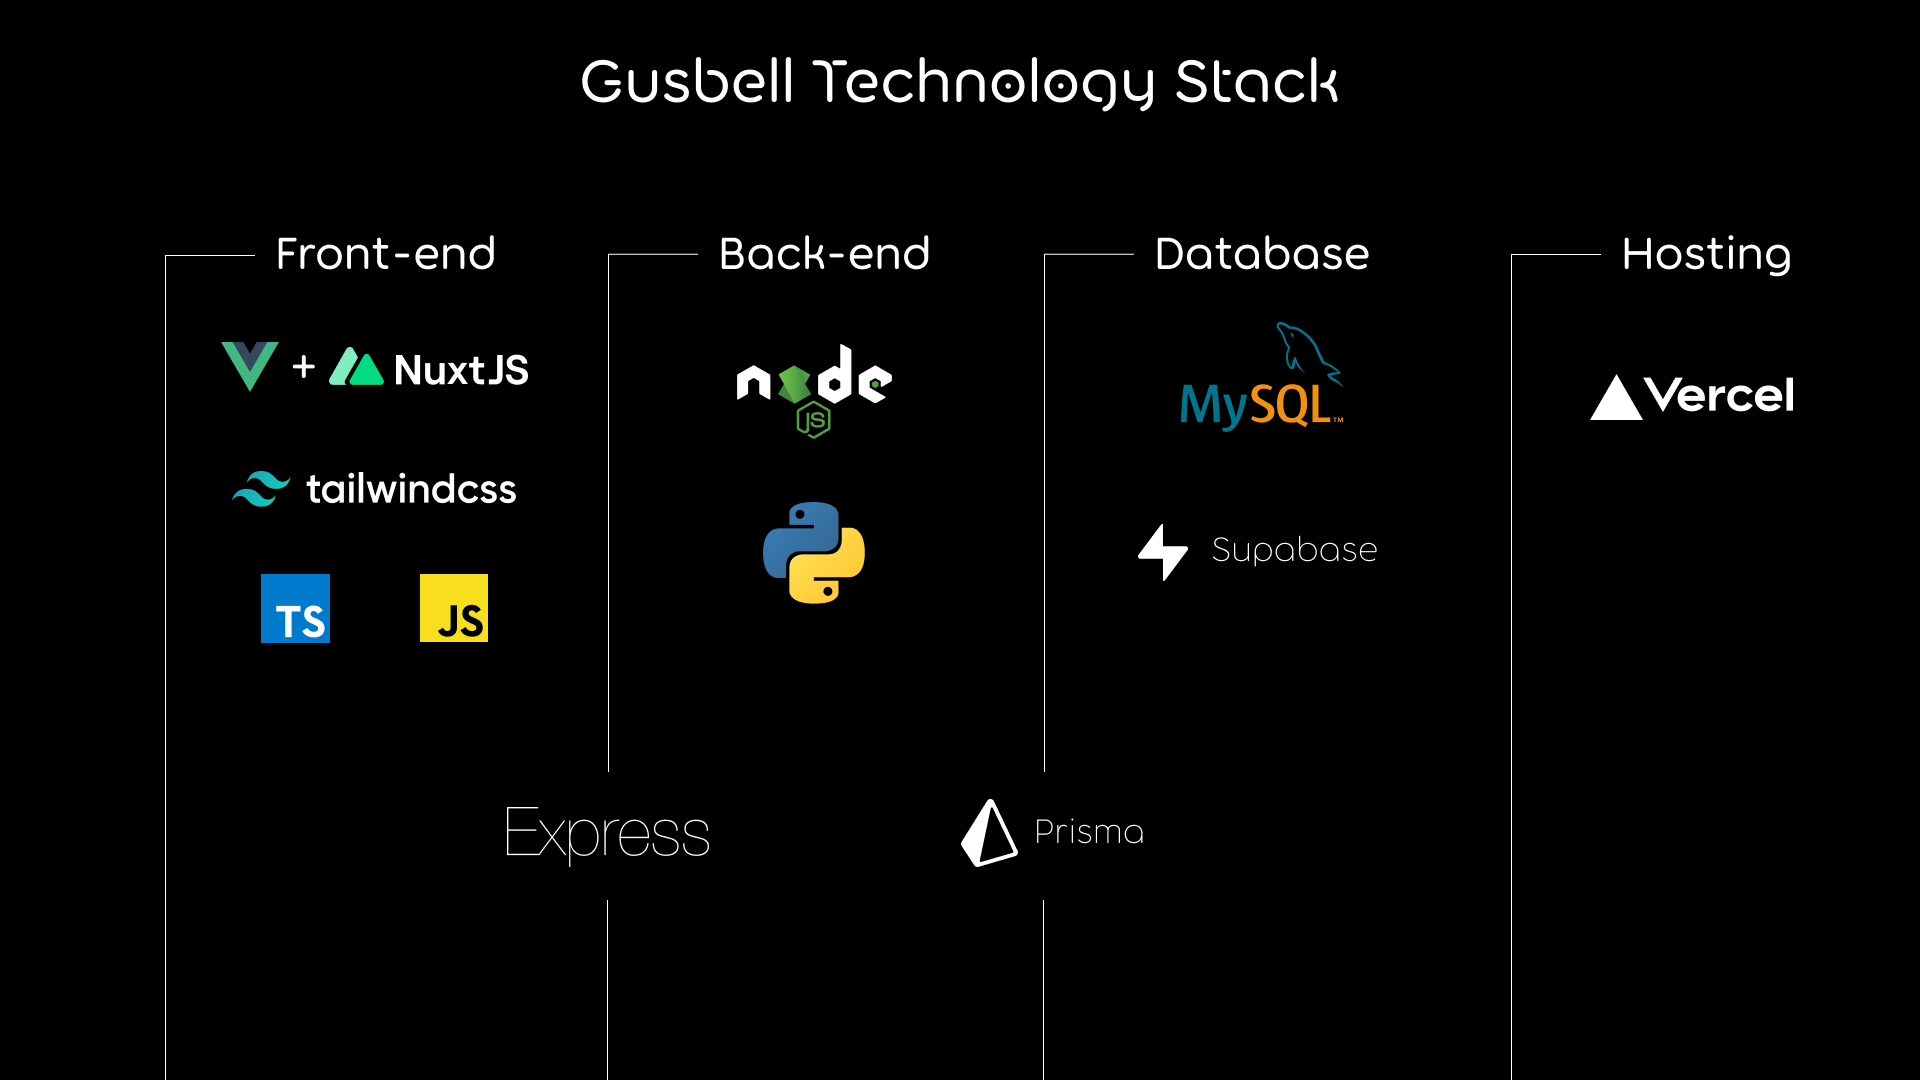 Gusbell Technology Stack
Front-end
+ NuxtJS
tailwindcss
TS
JS
Back-end
node
JS
Database
MySQL™
Supabase
Hosting
Vercel
Express
Prisma